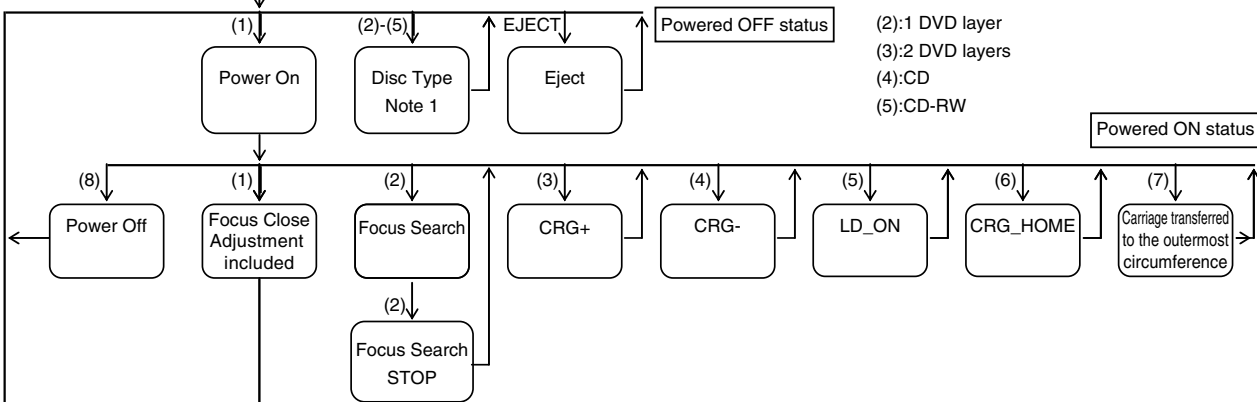 (1)
(2)-(5)
EJECT
Powered OFF status
(2):1 DVD layer
(3):2 DVD layers
(4):CD
(5):CD-RW
Power On
Disc Type
Note 1
Eject
Powered ON status
(8)
(1)
(2)
(3)
(4)
(5)
(6)
(7)
Power Off
Focus Close
Adjustment
included
Focus Search
CRG+
CRG-
LD_ON
CRG_HOME
Carriage transferred
to the outermost
circumference
(2)
Focus Search
STOP